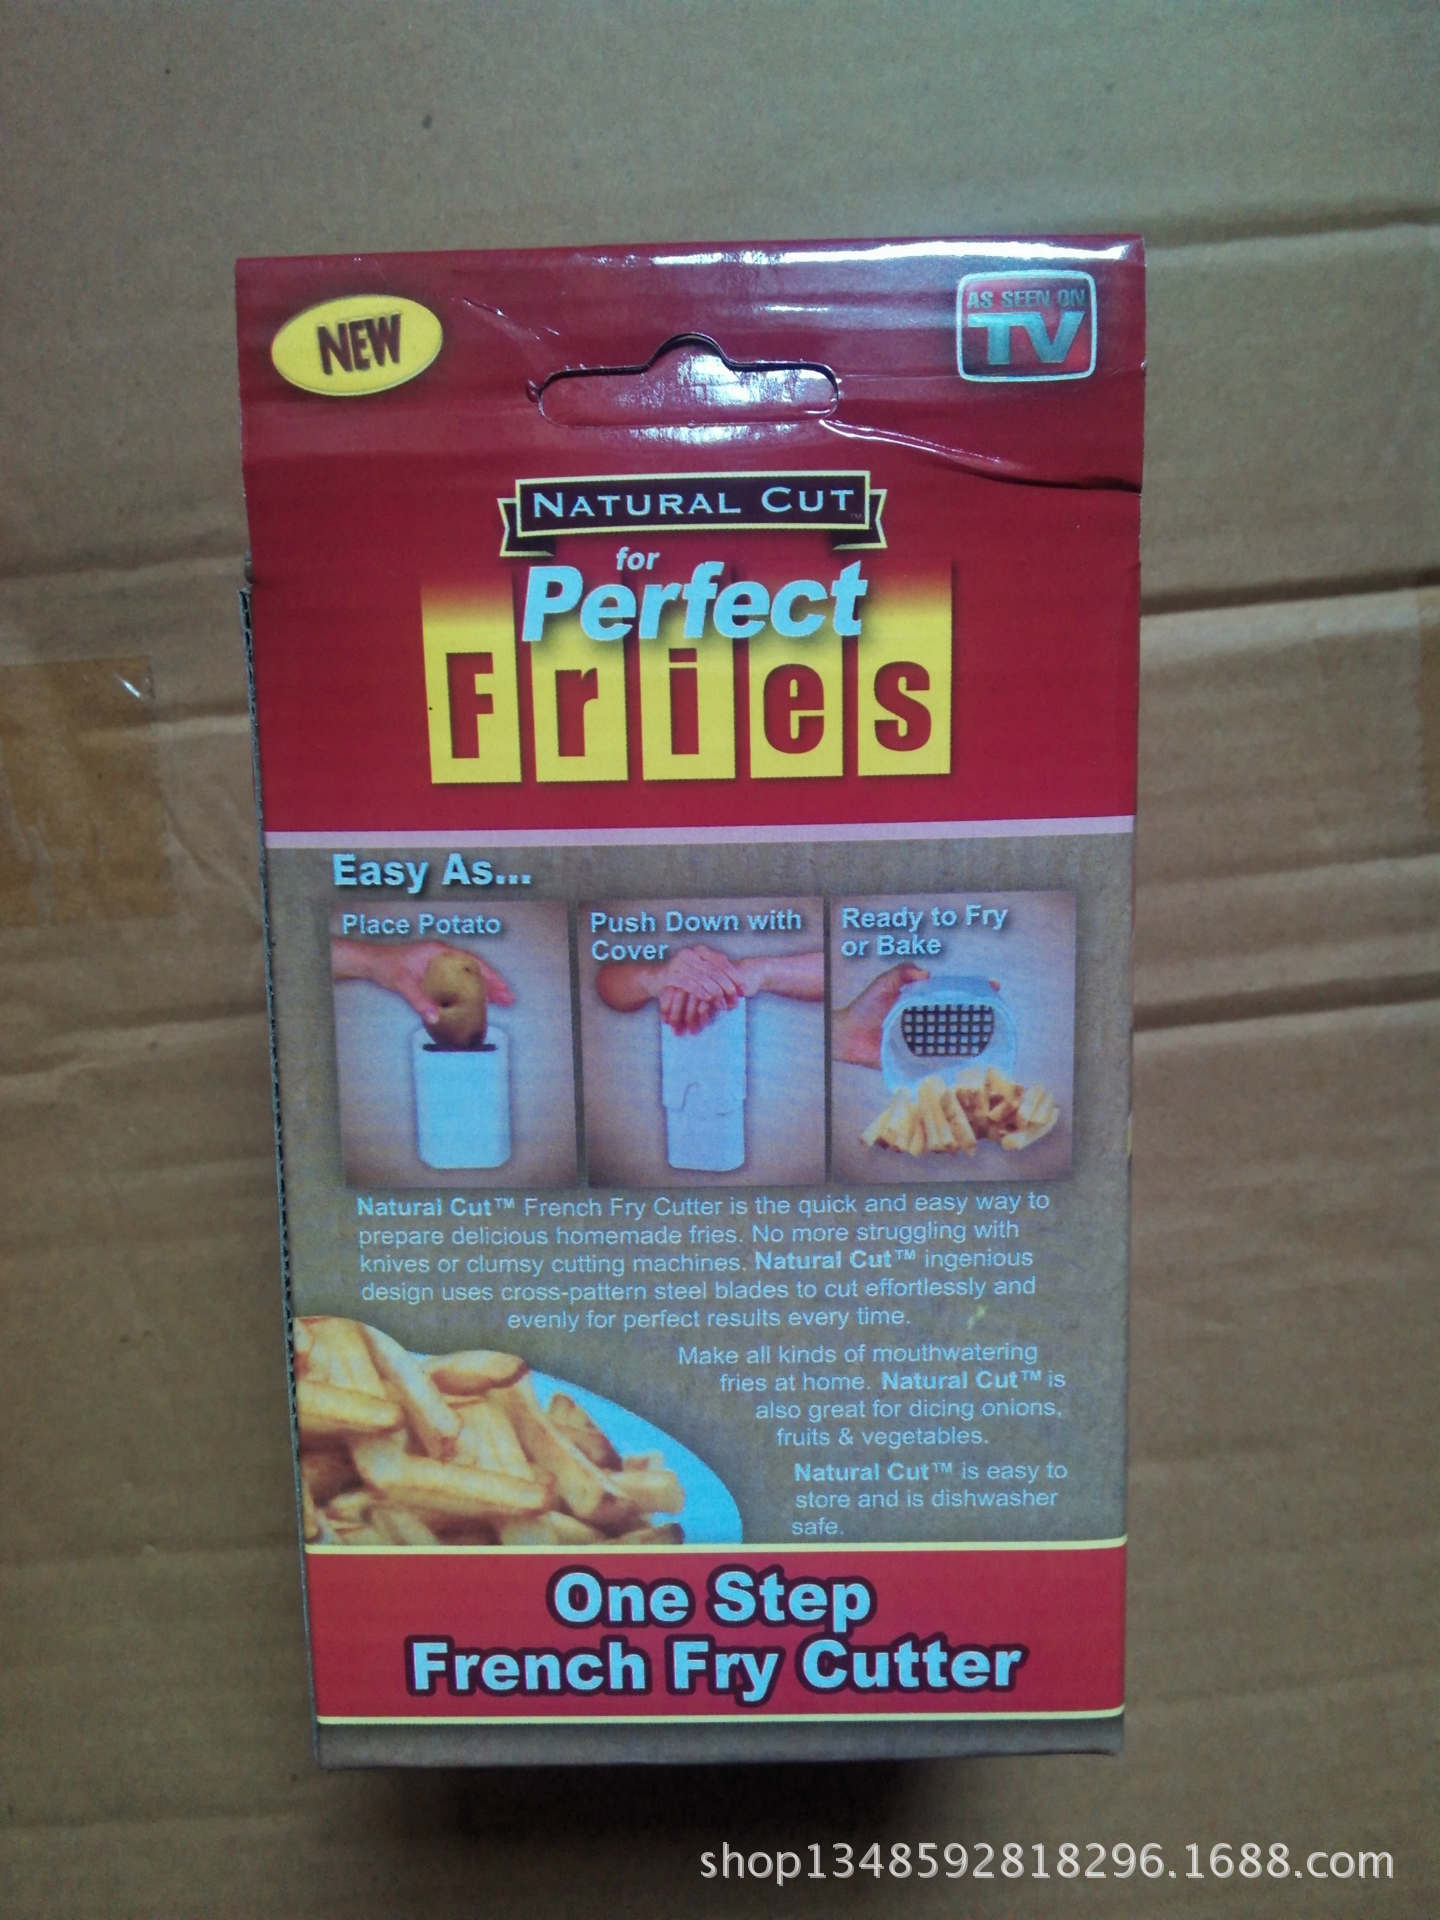 NEW
AS SEEN ON
TV
NATURAL CUT™
for
Perfect
Fries
Easy As...
Place Potato
Push Down with
Cover
Ready to Fry
or Bake
Natural Cut™ French Fry Cutter is the quick and easy way to
prepare delicious homemade fries. No more struggling with
knives or clumsy cutting machines. Natural Cut™ ingenious
design uses cross-pattern steel blades to cut effortlessly and
evenly for perfect results every time.
Make all kinds of mouthwatering
fries at home. Natural Cut™ is
also great for dicing onions,
fruits & vegetables.
Natural Cut™ is easy to
store and is dishwasher
safe.
One Step
French Fry Cutter
shop1348592818296.1688.com